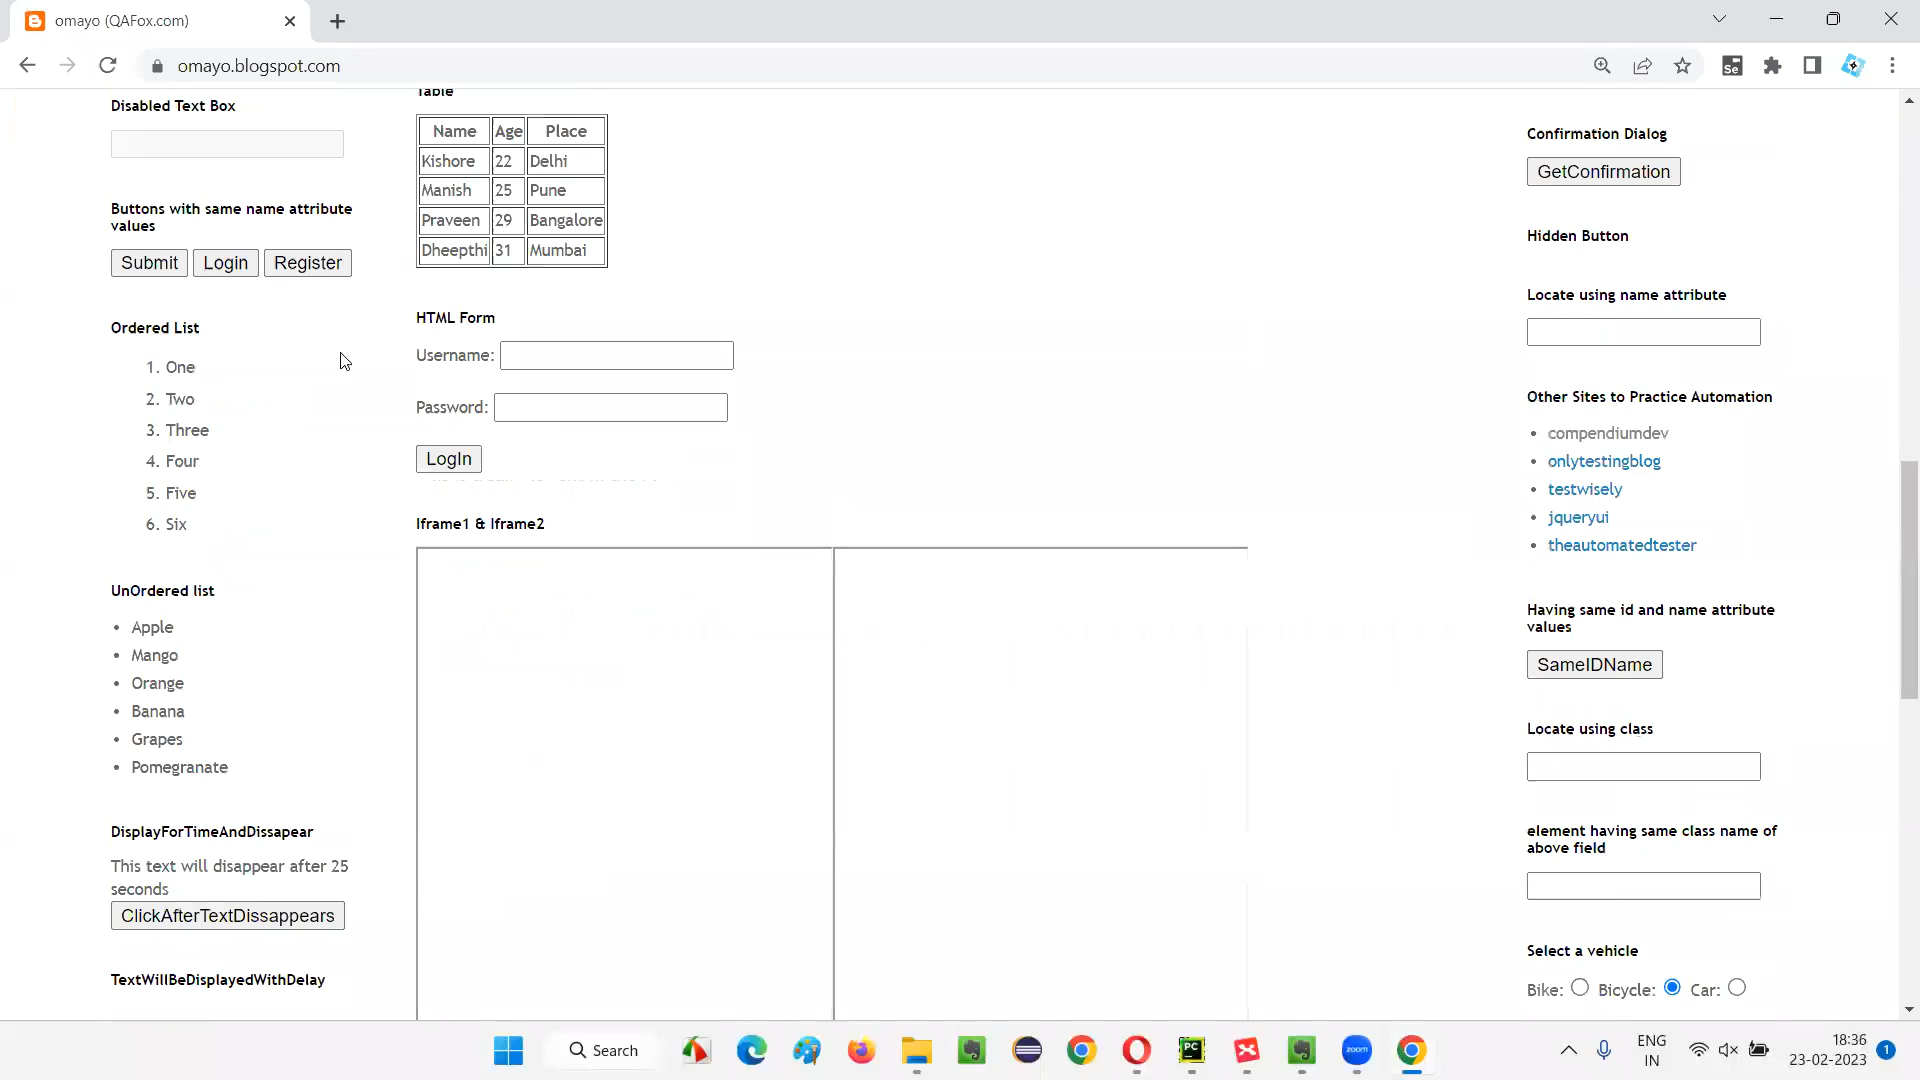 omayo (QAFox.com)
omayo.blogspot.com
Disabled Text Box
Buttons with same name attribute
values
Submit Login Register
Ordered List
1. One
2. Two
3. Three
4. Four
5. Five
6. Six
UnOrdered list
Apple
Mango
Orange
Banana
Grapes
Pomegranate
DisplayForTimeAndDissapear
This text will disappear after 25
seconds
ClickAfterTextDissappears
TextWillBeDisplayedWithDelay
Table
Name Age Place
Kishore 22 Delhi
Manish 25 Pune
Praveen 29 Bangalore
Dheepthi 31 Mumbai
HTML Form
Username:
Password:
LogIn
Iframe1 & Iframe2
Confirmation Dialog
GetConfirmation
Hidden Button
Locate using name attribute
Other Sites to Practice Automation
compendiumdev
onlytestingblog
testwisely
jqueryui
theautomatedtester
Having same id and name attribute
values
SameIDName
Locate using class
element having same class name of
above field
Select a vehicle
Bike: Bicycle: Car:
Search
PC
zoom
ENG
IN
18:36
23-02-2023
1
Se